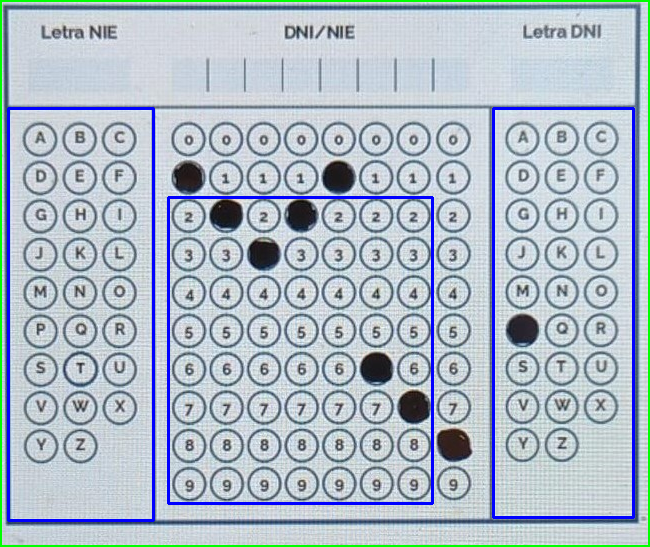 Letra NIE DNI/NIE Letra DNI
A B C 0 0 0 0 0 0 0 0 A B C
D E F 1 1 1 1 1 1 D E F
G H I 2 2 2 2 2 2 G H I
J K L 3 3 3 3 3 3 3 J K L
M N O 4 4 4 4 4 4 4 4 M N O
P Q R 5 5 5 5 5 5 5 5 Q R
S T U 6 6 6 6 6 6 6 S T U
V W X 7 7 7 7 7 7 7 V W X
Y Z 8 8 8 8 8 8 8 Y Z
9 9 9 9 9 9 9 9